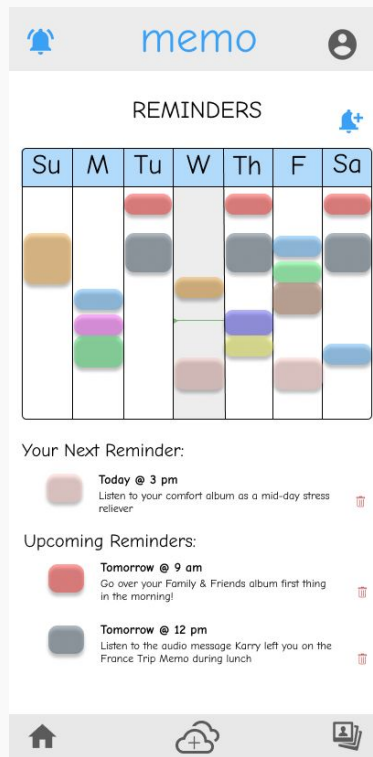 memo
REMINDERS
Su M Tu W Th F Sa
Your Next Reminder:
Today @ 3 pm
Listen to your comfort album as a mid-day stress
reliever
Upcoming Reminders:
Tomorrow @ 9 am
Go over your Family & Friends album first thing
in the morning!
Tomorrow @ 12 pm
Listen to the audio message Karry left you on the
France Trip Memo during lunch